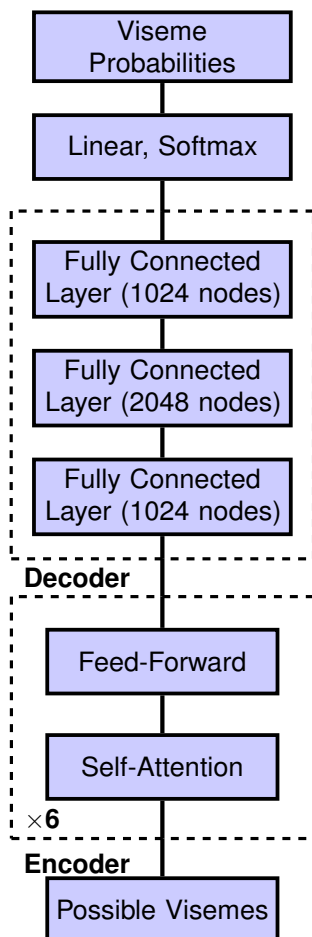 Viseme
Probabilities
Linear, Softmax
Fully Connected
Layer (1024 nodes)
Fully Connected
Layer (2048 nodes)
Fully Connected
Layer (1024 nodes)
Decoder
Feed-Forward
Self-Attention
×6
Encoder
Possible Visemes